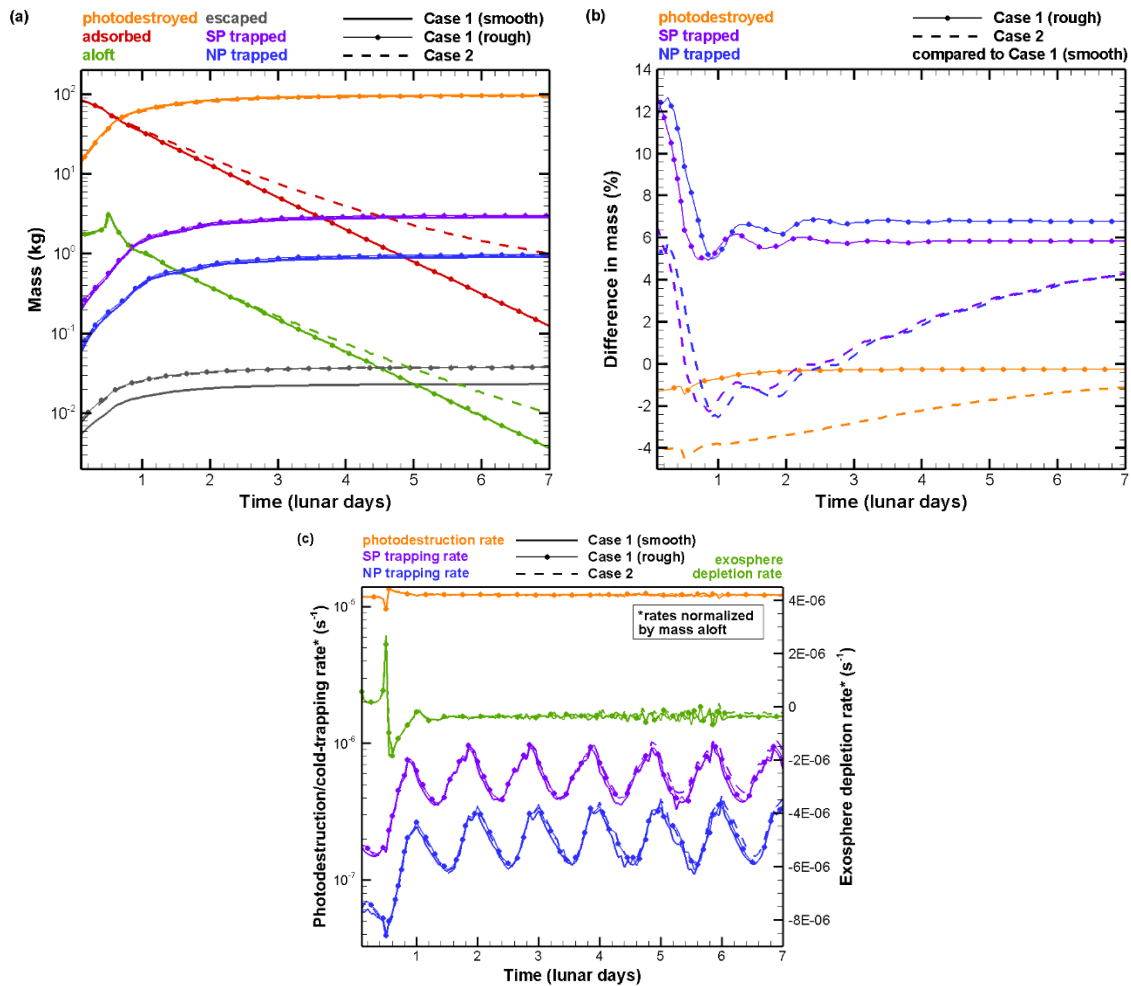 (a)
photodestroyed escaped Case 1 (smooth)
adsorbed SP trapped Case 1 (rough)
aloft NP trapped Case 2
Mass (kg)
10²
10¹
10⁰
10⁻¹
10⁻²
1 2 3 4 5 6 7
Time (lunar days)
(b)
photodestroyed Case 1 (rough)
SP trapped Case 2
NP trapped compared to Case 1 (smooth)
Difference in mass (%)
14
12
10
8
6
4
2
0
-2
-4
1 2 3 4 5 6 7
Time (lunar days)
(c)
photodestruction rate Case 1 (smooth)
SP trapping rate Case 1 (rough) exosphere
NP trapping rate Case 2 depletion rate
*rates normalized
by mass aloft
Photodestruction/cold-trapping rate* (s⁻¹)
10⁻⁵
10⁻⁶
10⁻⁷
Exosphere depletion rate* (s⁻¹)
4E-06
2E-06
0
-2E-06
-4E-06
-6E-06
-8E-06
1 2 3 4 5 6 7
Time (lunar days)